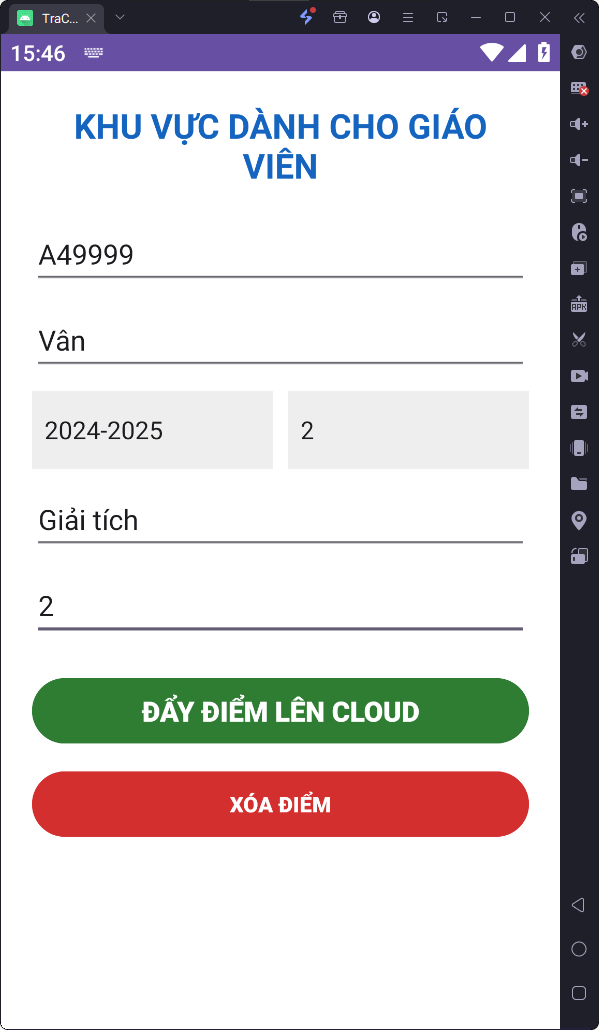 TraC...
15:46
KHU VỰC DÀNH CHO GIÁO
VIÊN
A49999
Vân
2024-2025
2
Giải tích
2
ĐẨY ĐIỂM LÊN CLOUD
XÓA ĐIỂM
APK